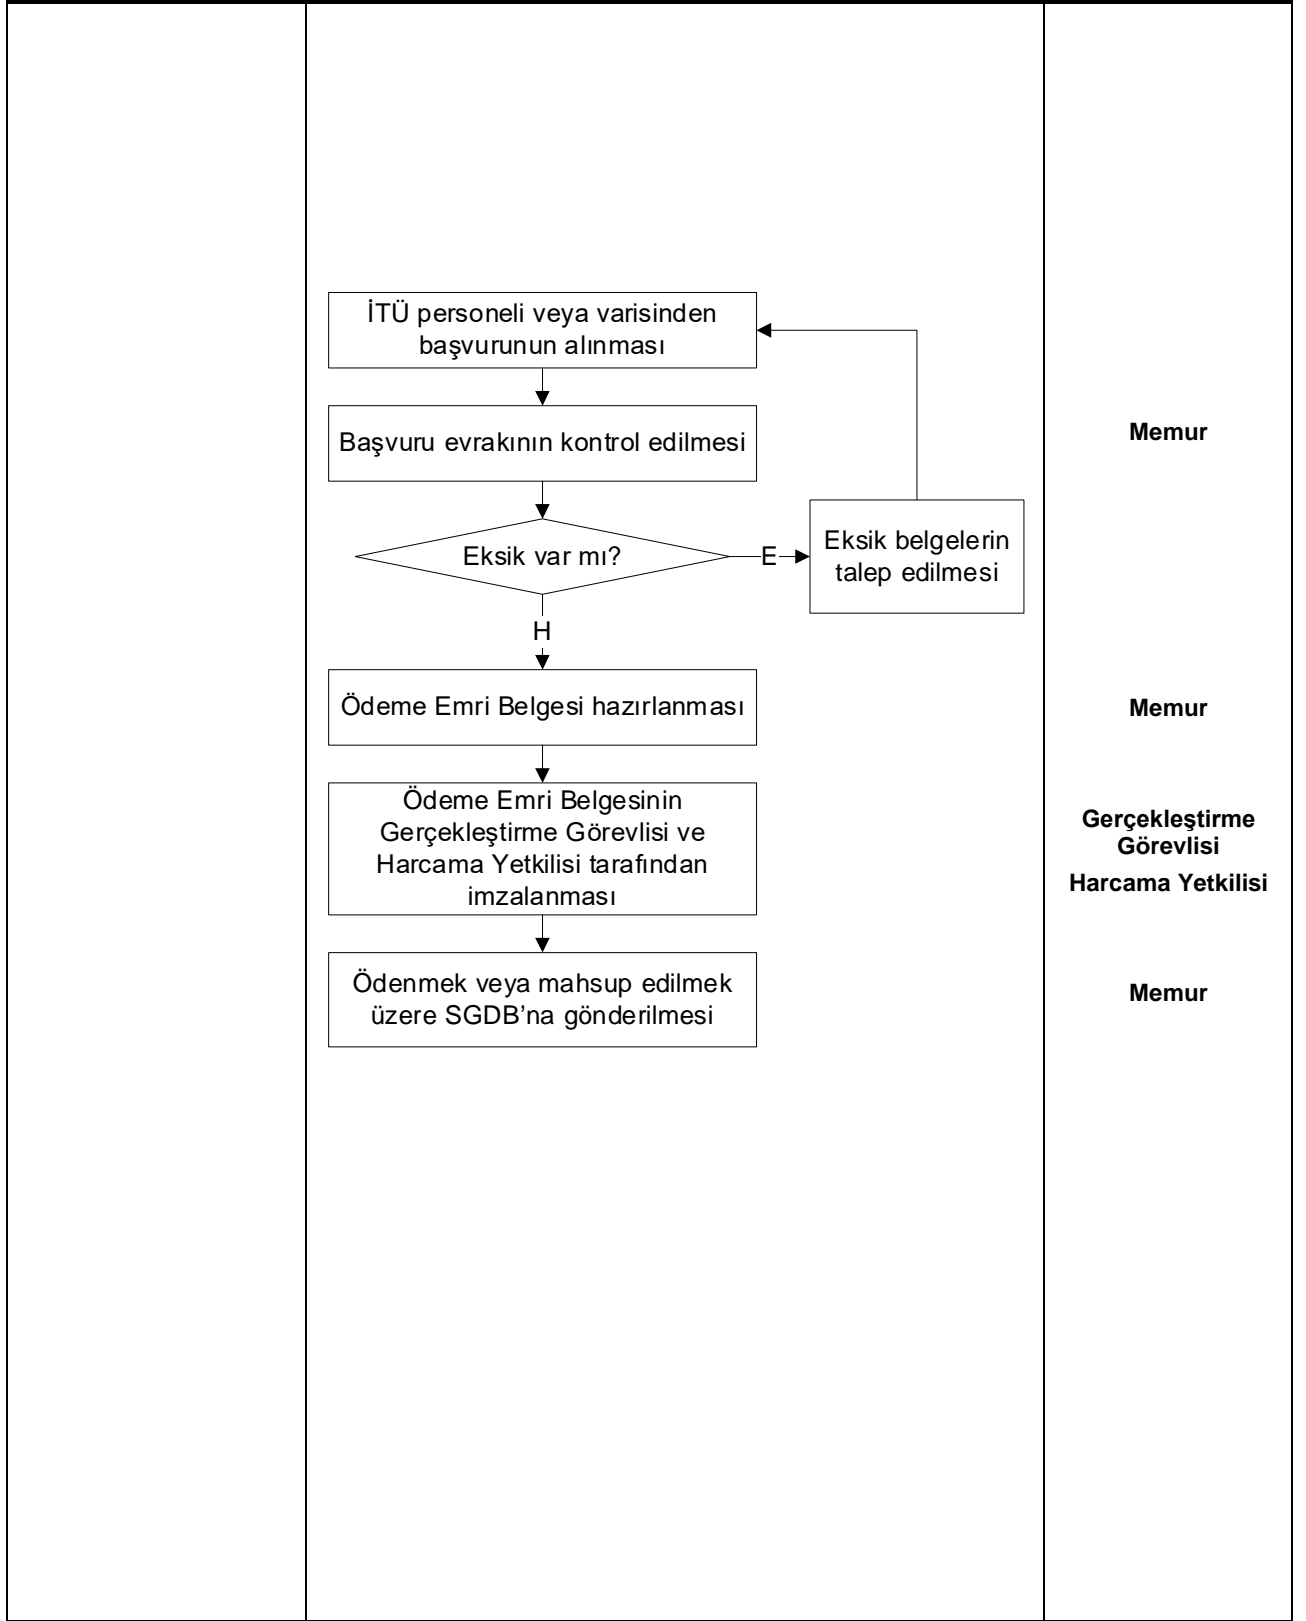 İTÜ personeli veya varisinden
başvurunun alınması
Başvuru evrakının kontrol edilmesi
Memur
Eksik var mı?
E
Eksik belgelerin
talep edilmesi
H
Ödeme Emri Belgesi hazırlanması
Memur
Ödeme Emri Belgesinin
Gerçekleştirme Görevlisi ve
Harcama Yetkilisi tarafından
imzalanması
Gerçekleştirme
Görevlisi
Harcama Yetkilisi
Ödenmek veya mahsup edilmek
üzere SGDB’na gönderilmesi
Memur